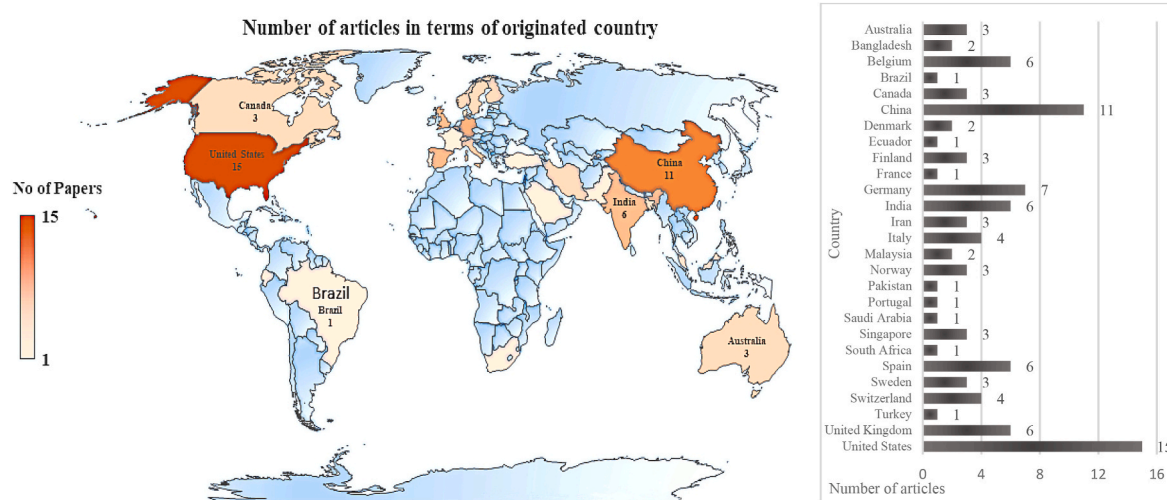 Number of articles in terms of originated country
Canada
3
United States
15
China
11
India
6
No of Papers
15
1
Brazil
Brazil
1
Australia
3
Country
Australia 3
Bangladesh 2
Belgium 6
Brazil 1
Canada 3
China 11
Denmark 2
Ecuador 1
Finland 3
France 1
Germany 7
India 6
Iran 3
Italy 4
Malaysia 2
Norway 3
Pakistan 1
Portugal 1
Saudi Arabia 1
Singapore 3
South Africa 1
Spain 6
Sweden 3
Switzerland 4
Turkey 1
United Kingdom 6
United States 15
0 4 8 12 16
Number of articles